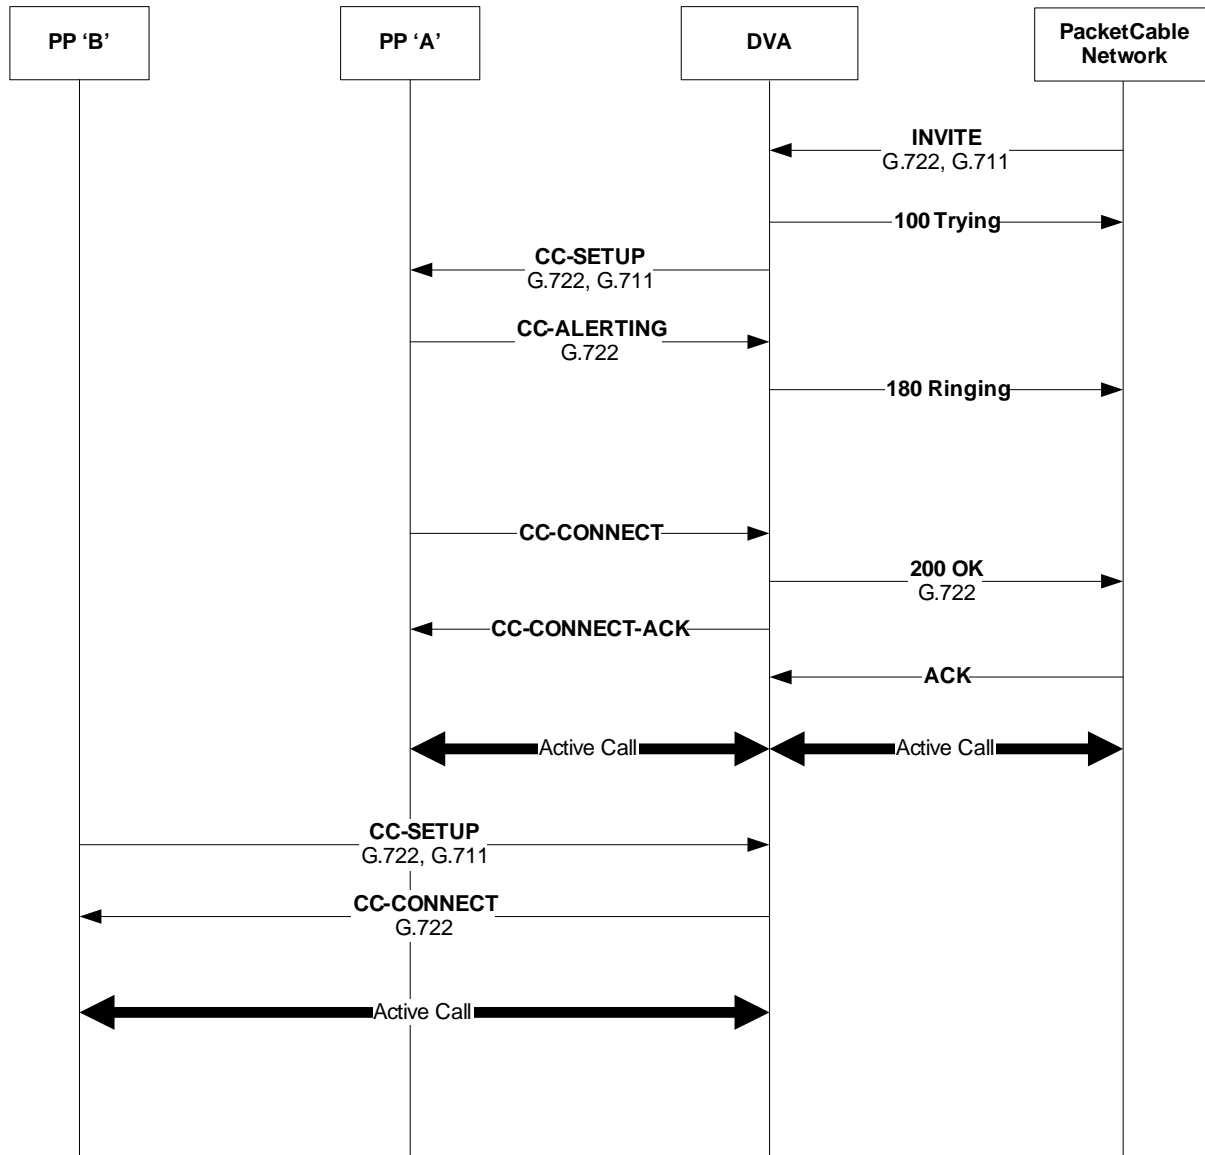 PP ‘B’
PP ‘A’
DVA
PacketCable
Network
INVITE
G.722, G.711
100 Trying
CC-SETUP
G.722, G.711
CC-ALERTING
G.722
180 Ringing
CC-CONNECT
200 OK
G.722
CC-CONNECT-ACK
ACK
Active Call
Active Call
CC-SETUP
G.722, G.711
CC-CONNECT
G.722
Active Call